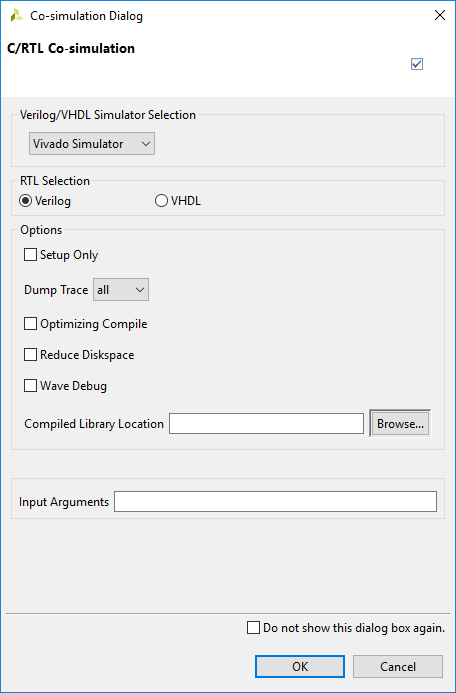 Co-simulation Dialog
C/RTL Co-simulation
Verilog/VHDL Simulator Selection
Vivado Simulator
RTL Selection
Verilog VHDL
Options
Setup Only
Dump Trace all
Optimizing Compile
Reduce Diskspace
Wave Debug
Compiled Library Location Browse...
Input Arguments
Do not show this dialog box again.
OK Cancel